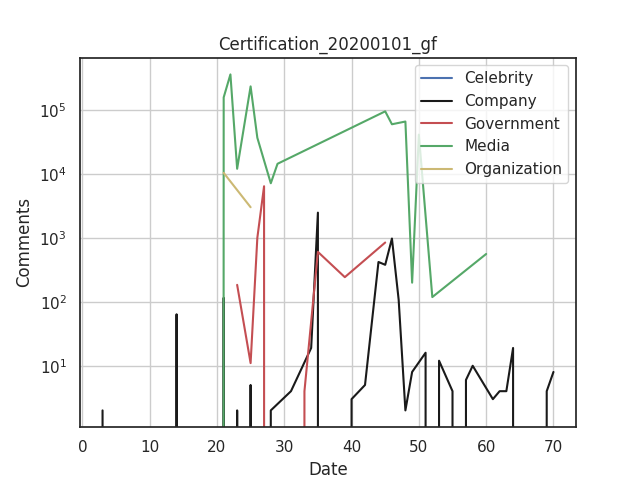 Certification_20200101_gf
Comments
10^5
10^4
10^3
10^2
10^1
0 10 20 30 40 50 60 70
Date
Celebrity
Company
Government
Media
Organization